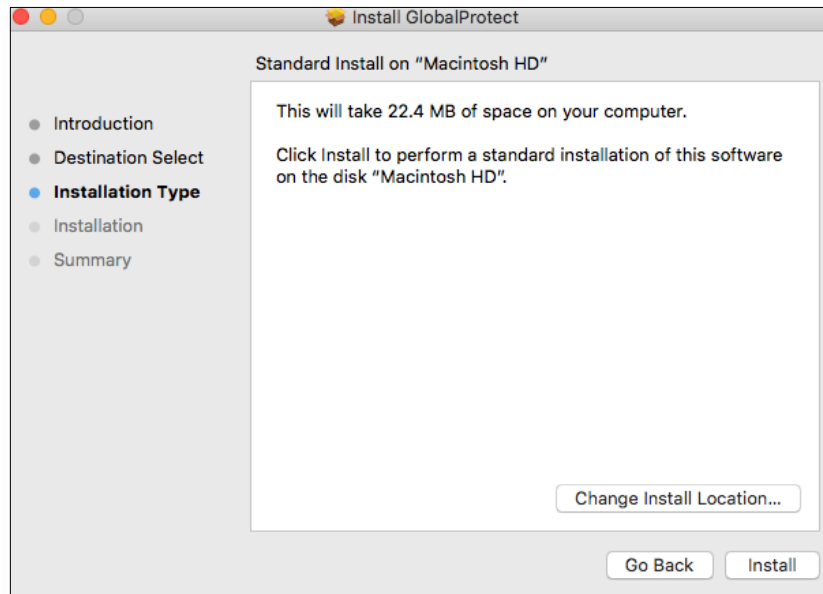 Install GlobalProtect
Standard Install on “Macintosh HD”
Introduction
Destination Select
Installation Type
Installation
Summary
This will take 22.4 MB of space on your computer.
Click Install to perform a standard installation of this software
on the disk “Macintosh HD”.
Change Install Location...
Go Back
Install